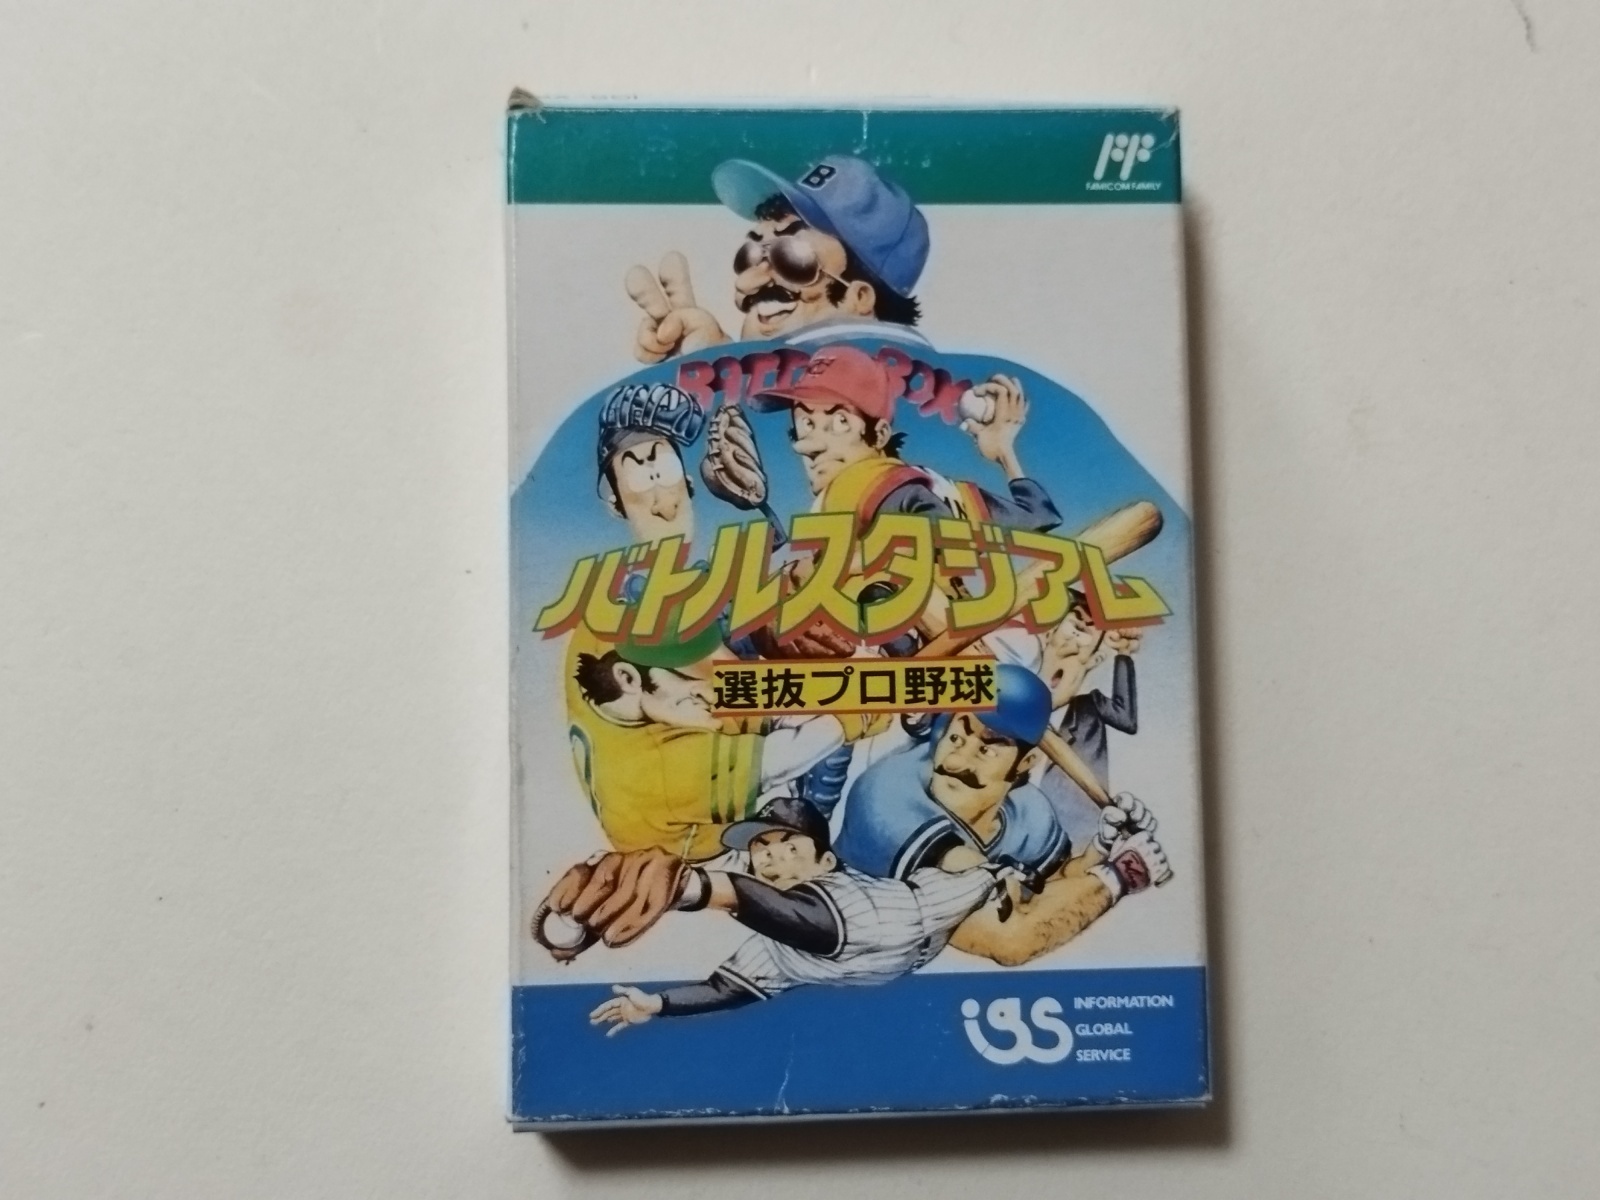 FAMICOM FAMILY
B
バトルスタジアム
選抜プロ野球
igs
INFORMATION
GLOBAL
SERVICE